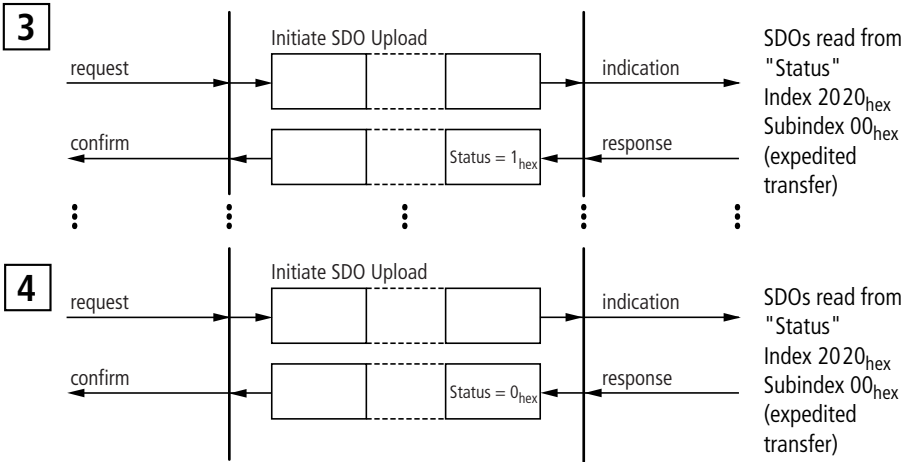 3
Initiate SDO Upload
request
indication
confirm
Status = 1hex
response
SDOs read from
"Status"
Index 2020hex
Subindex 00hex
(expedited
transfer)
4
Initiate SDO Upload
request
indication
confirm
Status = 0hex
response
SDOs read from
"Status"
Index 2020hex
Subindex 00hex
(expedited
transfer)